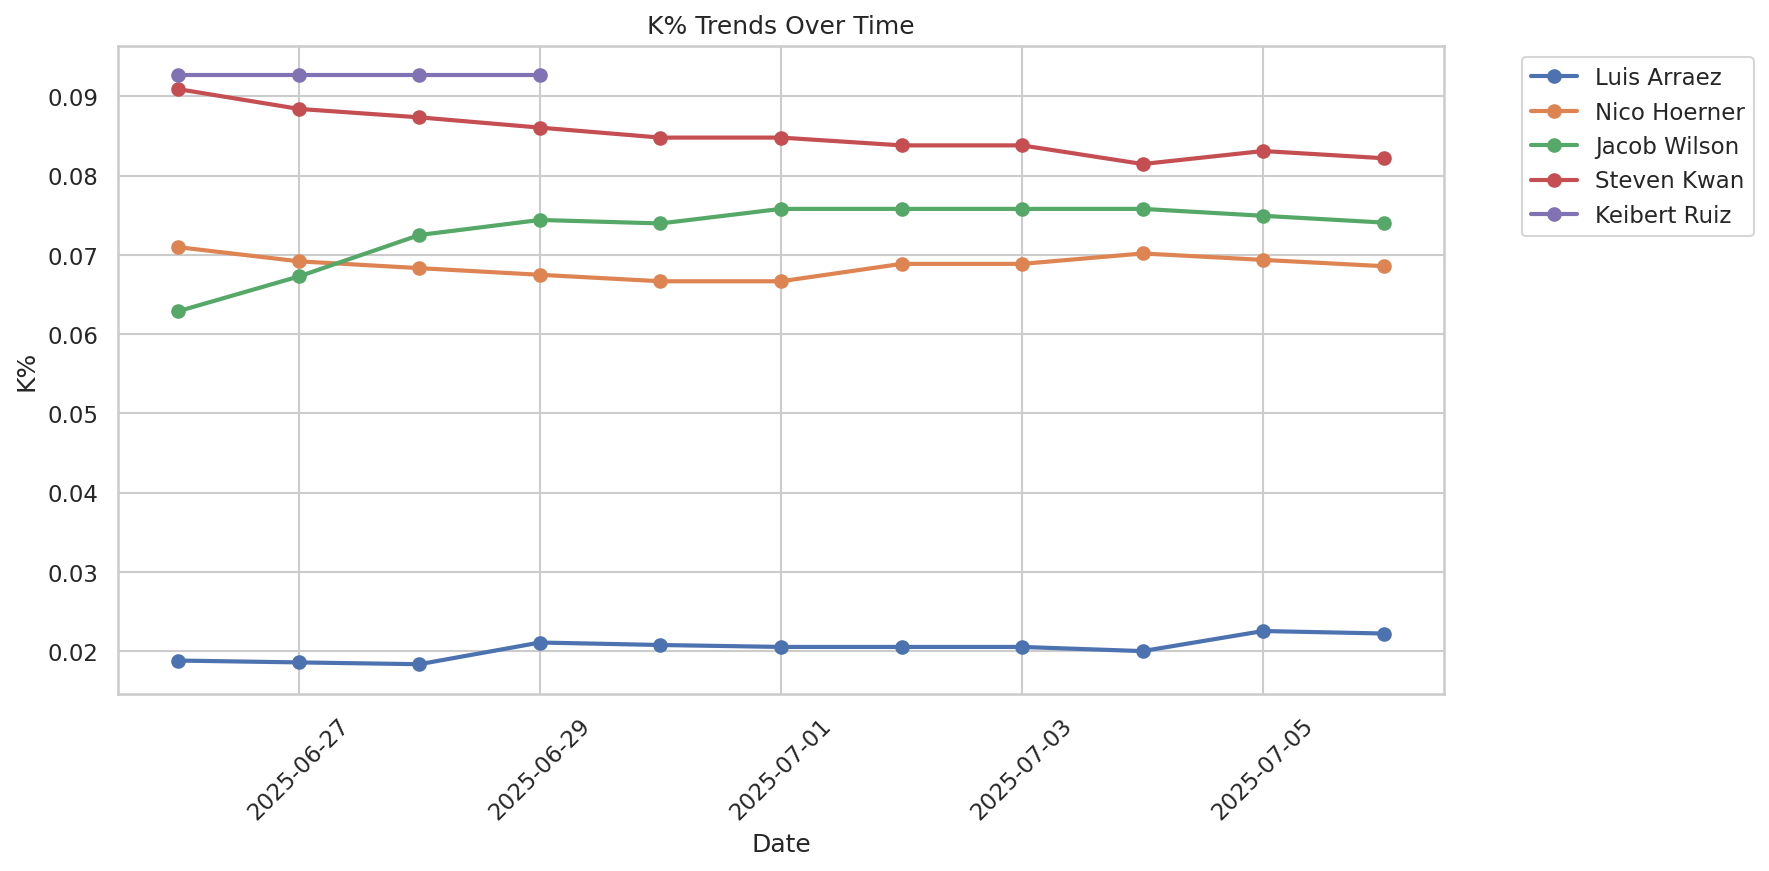 K% Trends Over Time
K%
0.09
0.08
0.07
0.06
0.05
0.04
0.03
0.02
2025-06-27
2025-06-29
2025-07-01
2025-07-03
2025-07-05
Date
Luis Arraez
Nico Hoerner
Jacob Wilson
Steven Kwan
Keibert Ruiz